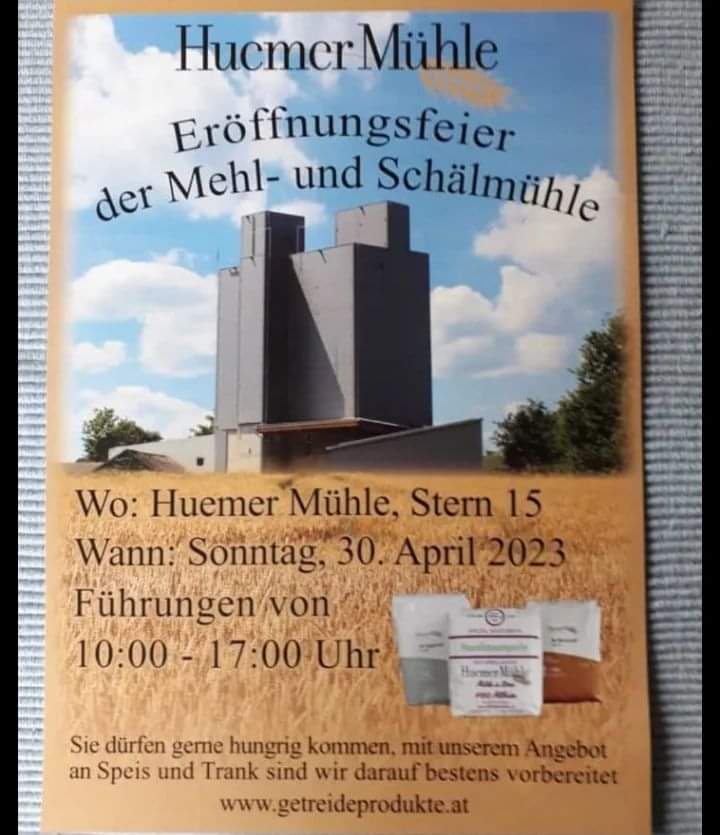 Huemer Mühle
Eröffnungsfeier
der Mehl- und Schälmühle
Wo: Huemer Mühle, Stern 15
Wann: Sonntag, 30. April 2023
Führungen von
10:00 - 17:00 Uhr
Huemer Mühle
Sie dürfen gerne hungrig kommen, mit unserem Angebot
an Speis und Trank sind wir darauf bestens vorbereitet
www.getreideprodukte.at